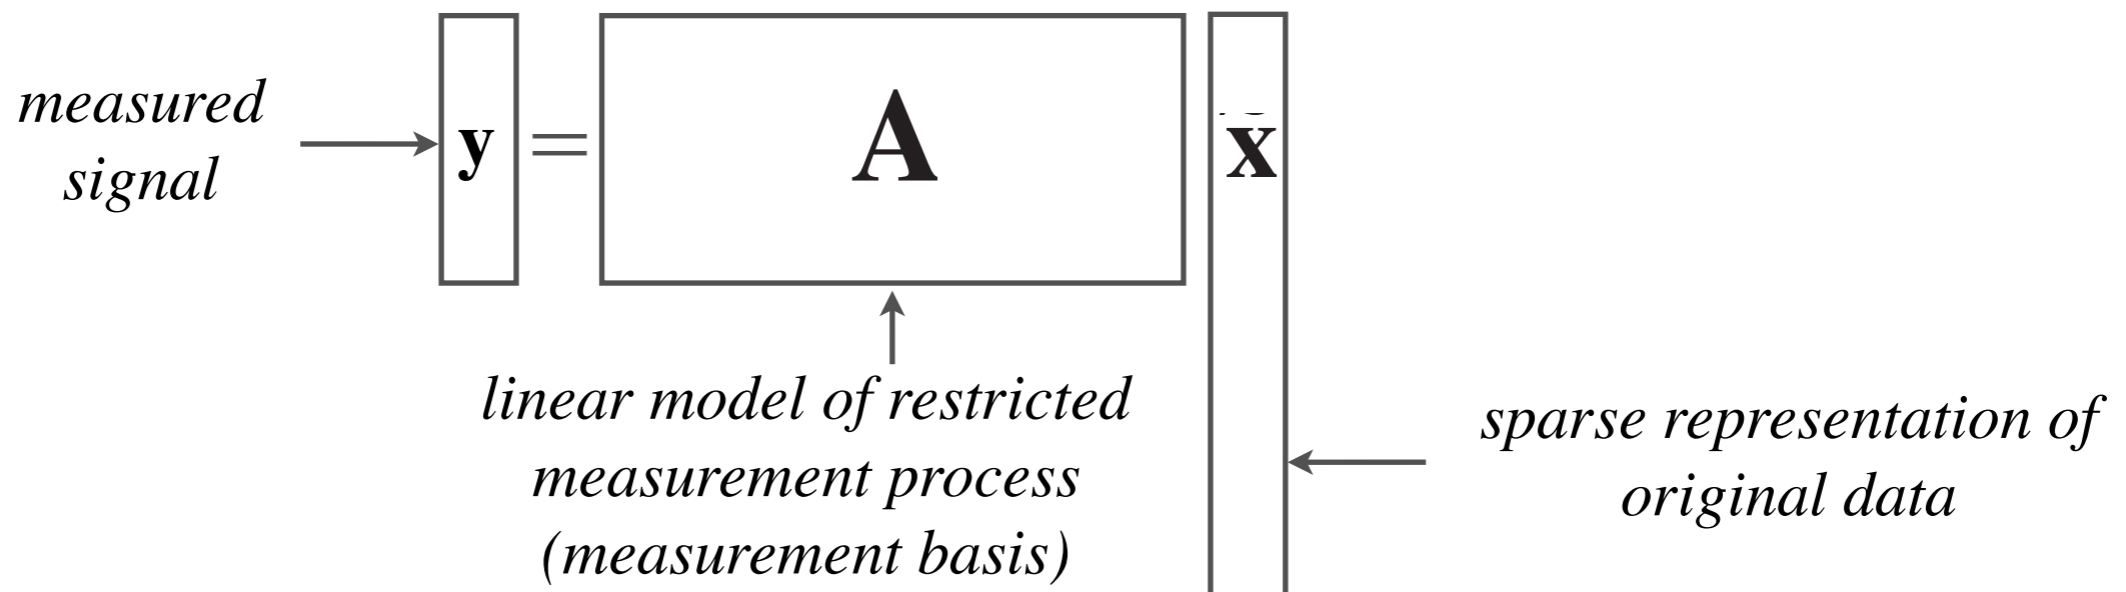 measured
signal
y = A x
linear model of restricted
measurement process
(measurement basis)
sparse representation of
original data